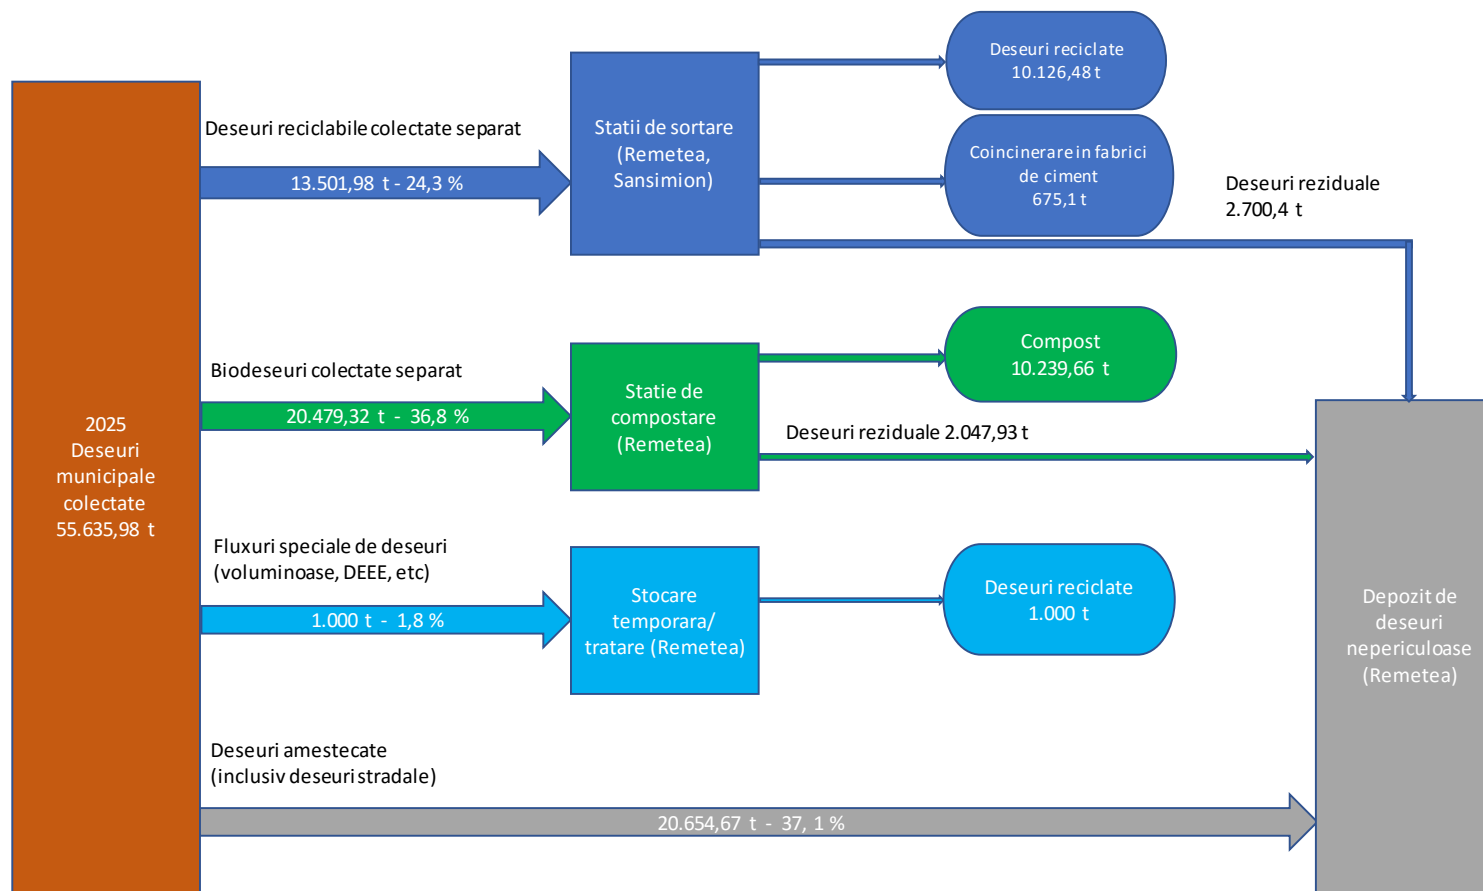 2025
Deseuri
municipale
colectate
55.635,98 t
Deseuri reciclabile colectate separat
13.501,98 t - 24,3 %
Statii de sortare
(Remetea,
Sansimion)
Deseuri reciclate
10.126,48 t
Coincinerare in fabrici
de ciment
675,1 t
Deseuri reziduale
2.700,4 t
Biodeseuri colectate separat
20.479,32 t - 36,8 %
Statie de
compostare
(Remetea)
Compost
10.239,66 t
Deseuri reziduale 2.047,93 t
Fluxuri speciale de deseuri
(voluminoase, DEEE, etc)
1.000 t - 1,8 %
Stocare
temporara/
tratare (Remetea)
Deseuri reciclate
1.000 t
Depozit de
deseuri
nepericuloase
(Remetea)
Deseuri amestecate
(inclusiv deseuri stradale)
20.654,67 t - 37, 1 %